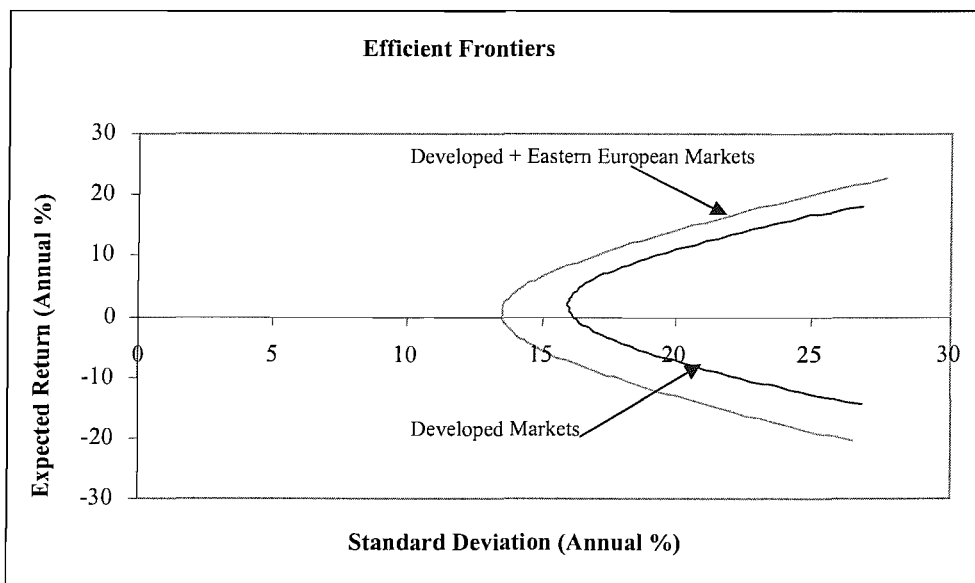 Efficient Frontiers
Expected Return (Annual %)
30
20
10
0
-10
-20
-30
Developed + Eastern European Markets
0 5 10 15 20 25 30
Developed Markets
Standard Deviation (Annual %)